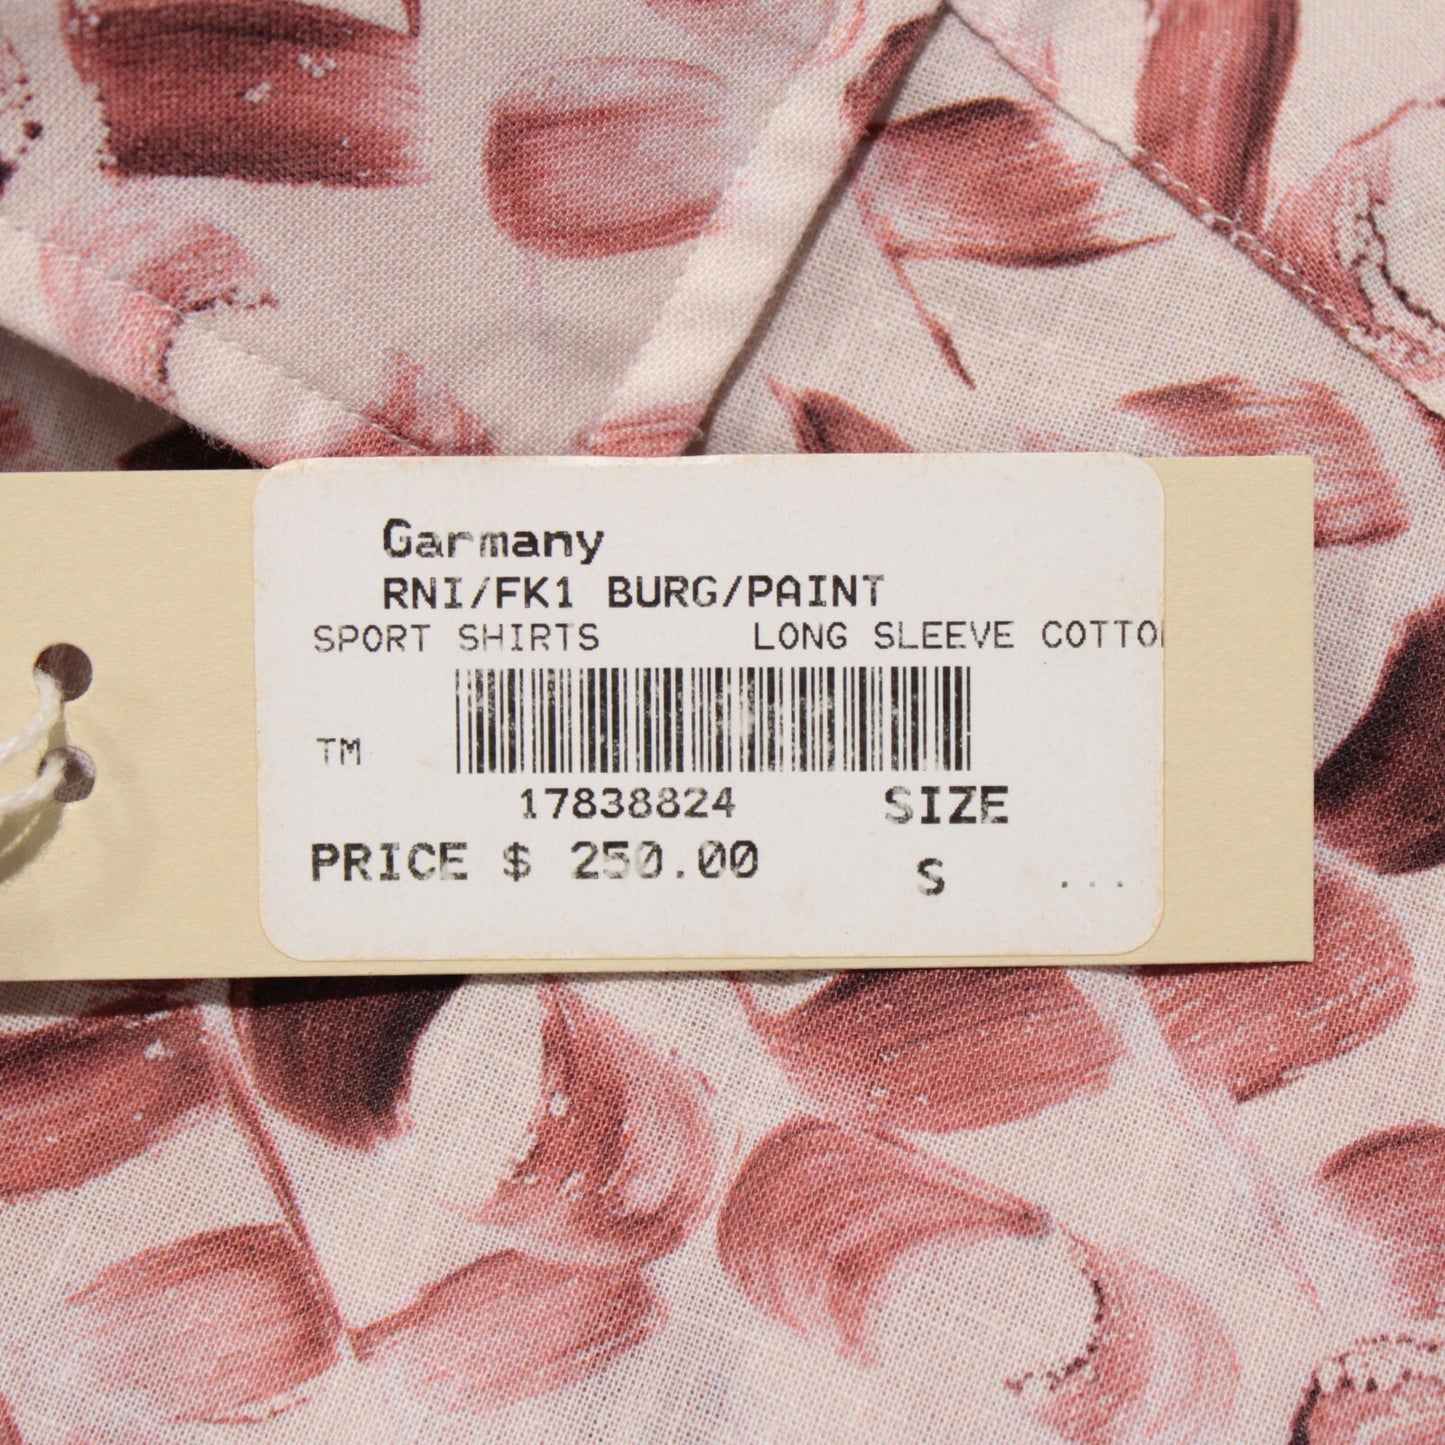 Garmany
RNI/FK1 BURG/PAINT
SPORT SHIRTS LONG SLEEVE COTTO
TM
17838824 SIZE
PRICE $ 250.00 S ...